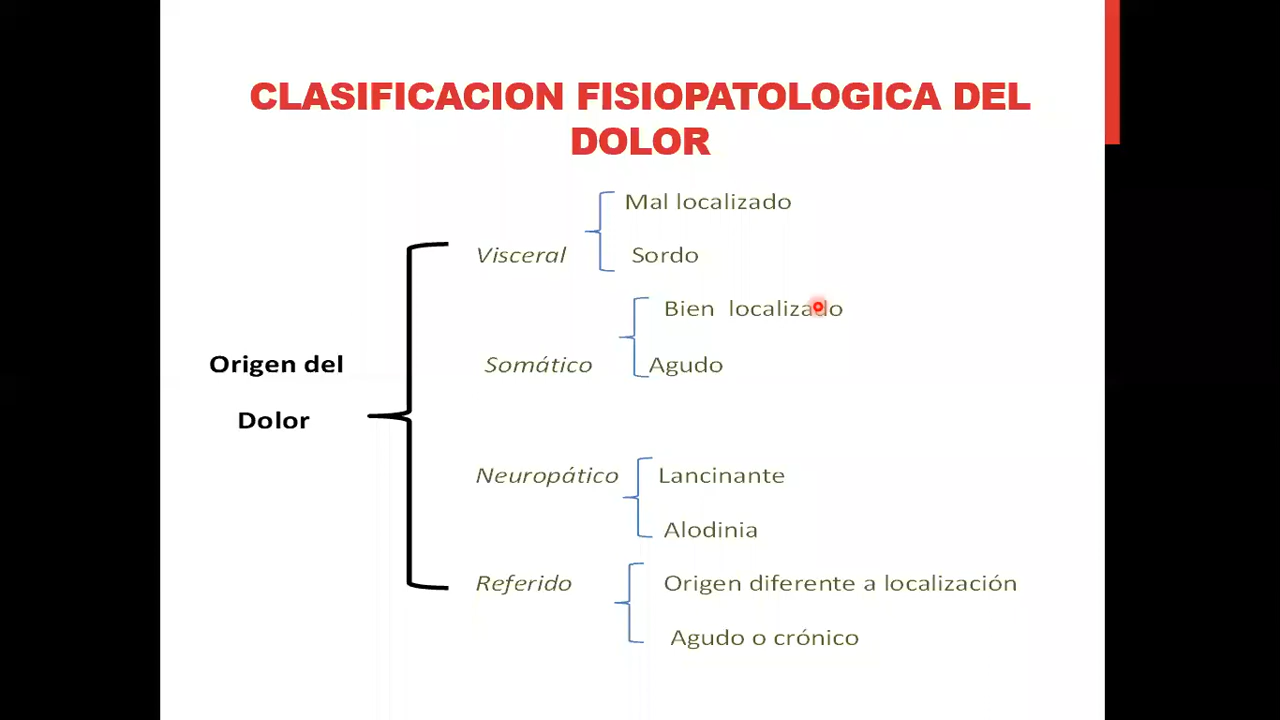 CLASIFICACION FISIOPATOLOGICA DEL
DOLOR
Origen del
Dolor
Visceral
Mal localizado
Sordo
Somático
Bien localizado
Agudo
Neuropático
Lancinante
Alodinia
Referido
Origen diferente a localización
Agudo o crónico